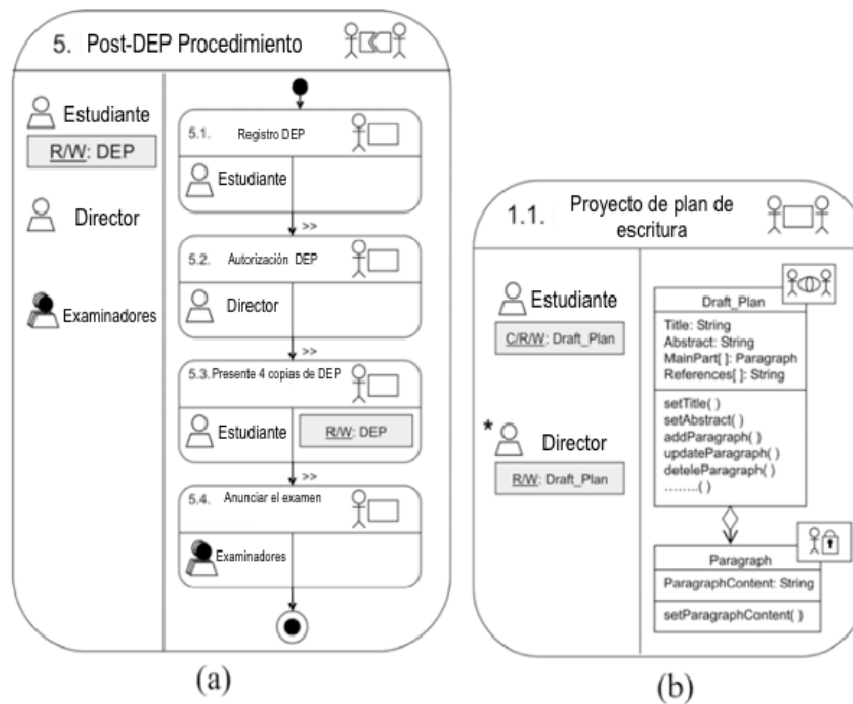 5. Post-DEP Procedimiento
Estudiante
R/W: DEP
Director
Examinadores
5.1. Registro DEP
Estudiante
>>
5.2. Autorización DEP
Director
>>
5.3. Presente 4 copias de DEP
Estudiante
R/W: DEP
>>
5.4. Anunciar el examen
Examinadores
(a)
1.1. Proyecto de plan de
escritura
Estudiante
C/R/W: Draft_Plan
* Director
R/W: Draft_Plan
Draft_Plan
Title: String
Abstract: String
MainPart[ ]: Paragraph
References[ ]: String
setTitle( )
setAbstract( )
addParagraph( )
updateParagraph( )
deteleParagraph( )
........( )
Paragraph
ParagraphContent: String
setParagraphContent( )
(b)